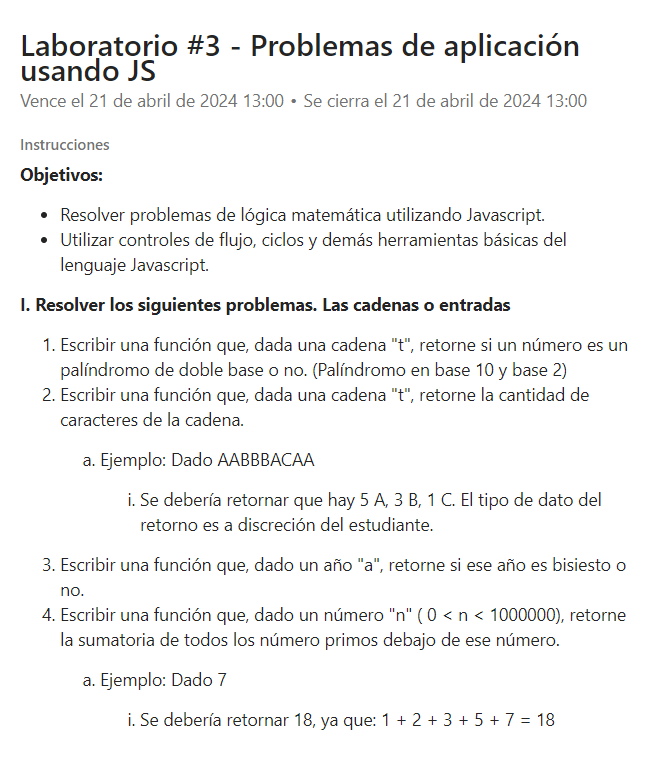 Laboratorio #3 - Problemas de aplicación
usando JS
Vence el 21 de abril de 2024 13:00 • Se cierra el 21 de abril de 2024 13:00
Instrucciones
Objetivos:
• Resolver problemas de lógica matemática utilizando Javascript.
• Utilizar controles de flujo, ciclos y demás herramientas básicas del
lenguaje Javascript.
I. Resolver los siguientes problemas. Las cadenas o entradas
1. Escribir una función que, dada una cadena "t", retorne si un número es un
palíndromo de doble base o no. (Palíndromo en base 10 y base 2)
2. Escribir una función que, dada una cadena "t", retorne la cantidad de
caracteres de la cadena.
a. Ejemplo: Dado AABBBACAA
i. Se debería retornar que hay 5 A, 3 B, 1 C. El tipo de dato del
retorno es a discreción del estudiante.
3. Escribir una función que, dado un año "a", retorne si ese año es bisiesto o
no.
4. Escribir una función que, dado un número "n" ( 0 < n < 1000000), retorne
la sumatoria de todos los número primos debajo de ese número.
a. Ejemplo: Dado 7
i. Se debería retornar 18, ya que: 1 + 2 + 3 + 5 + 7 = 18